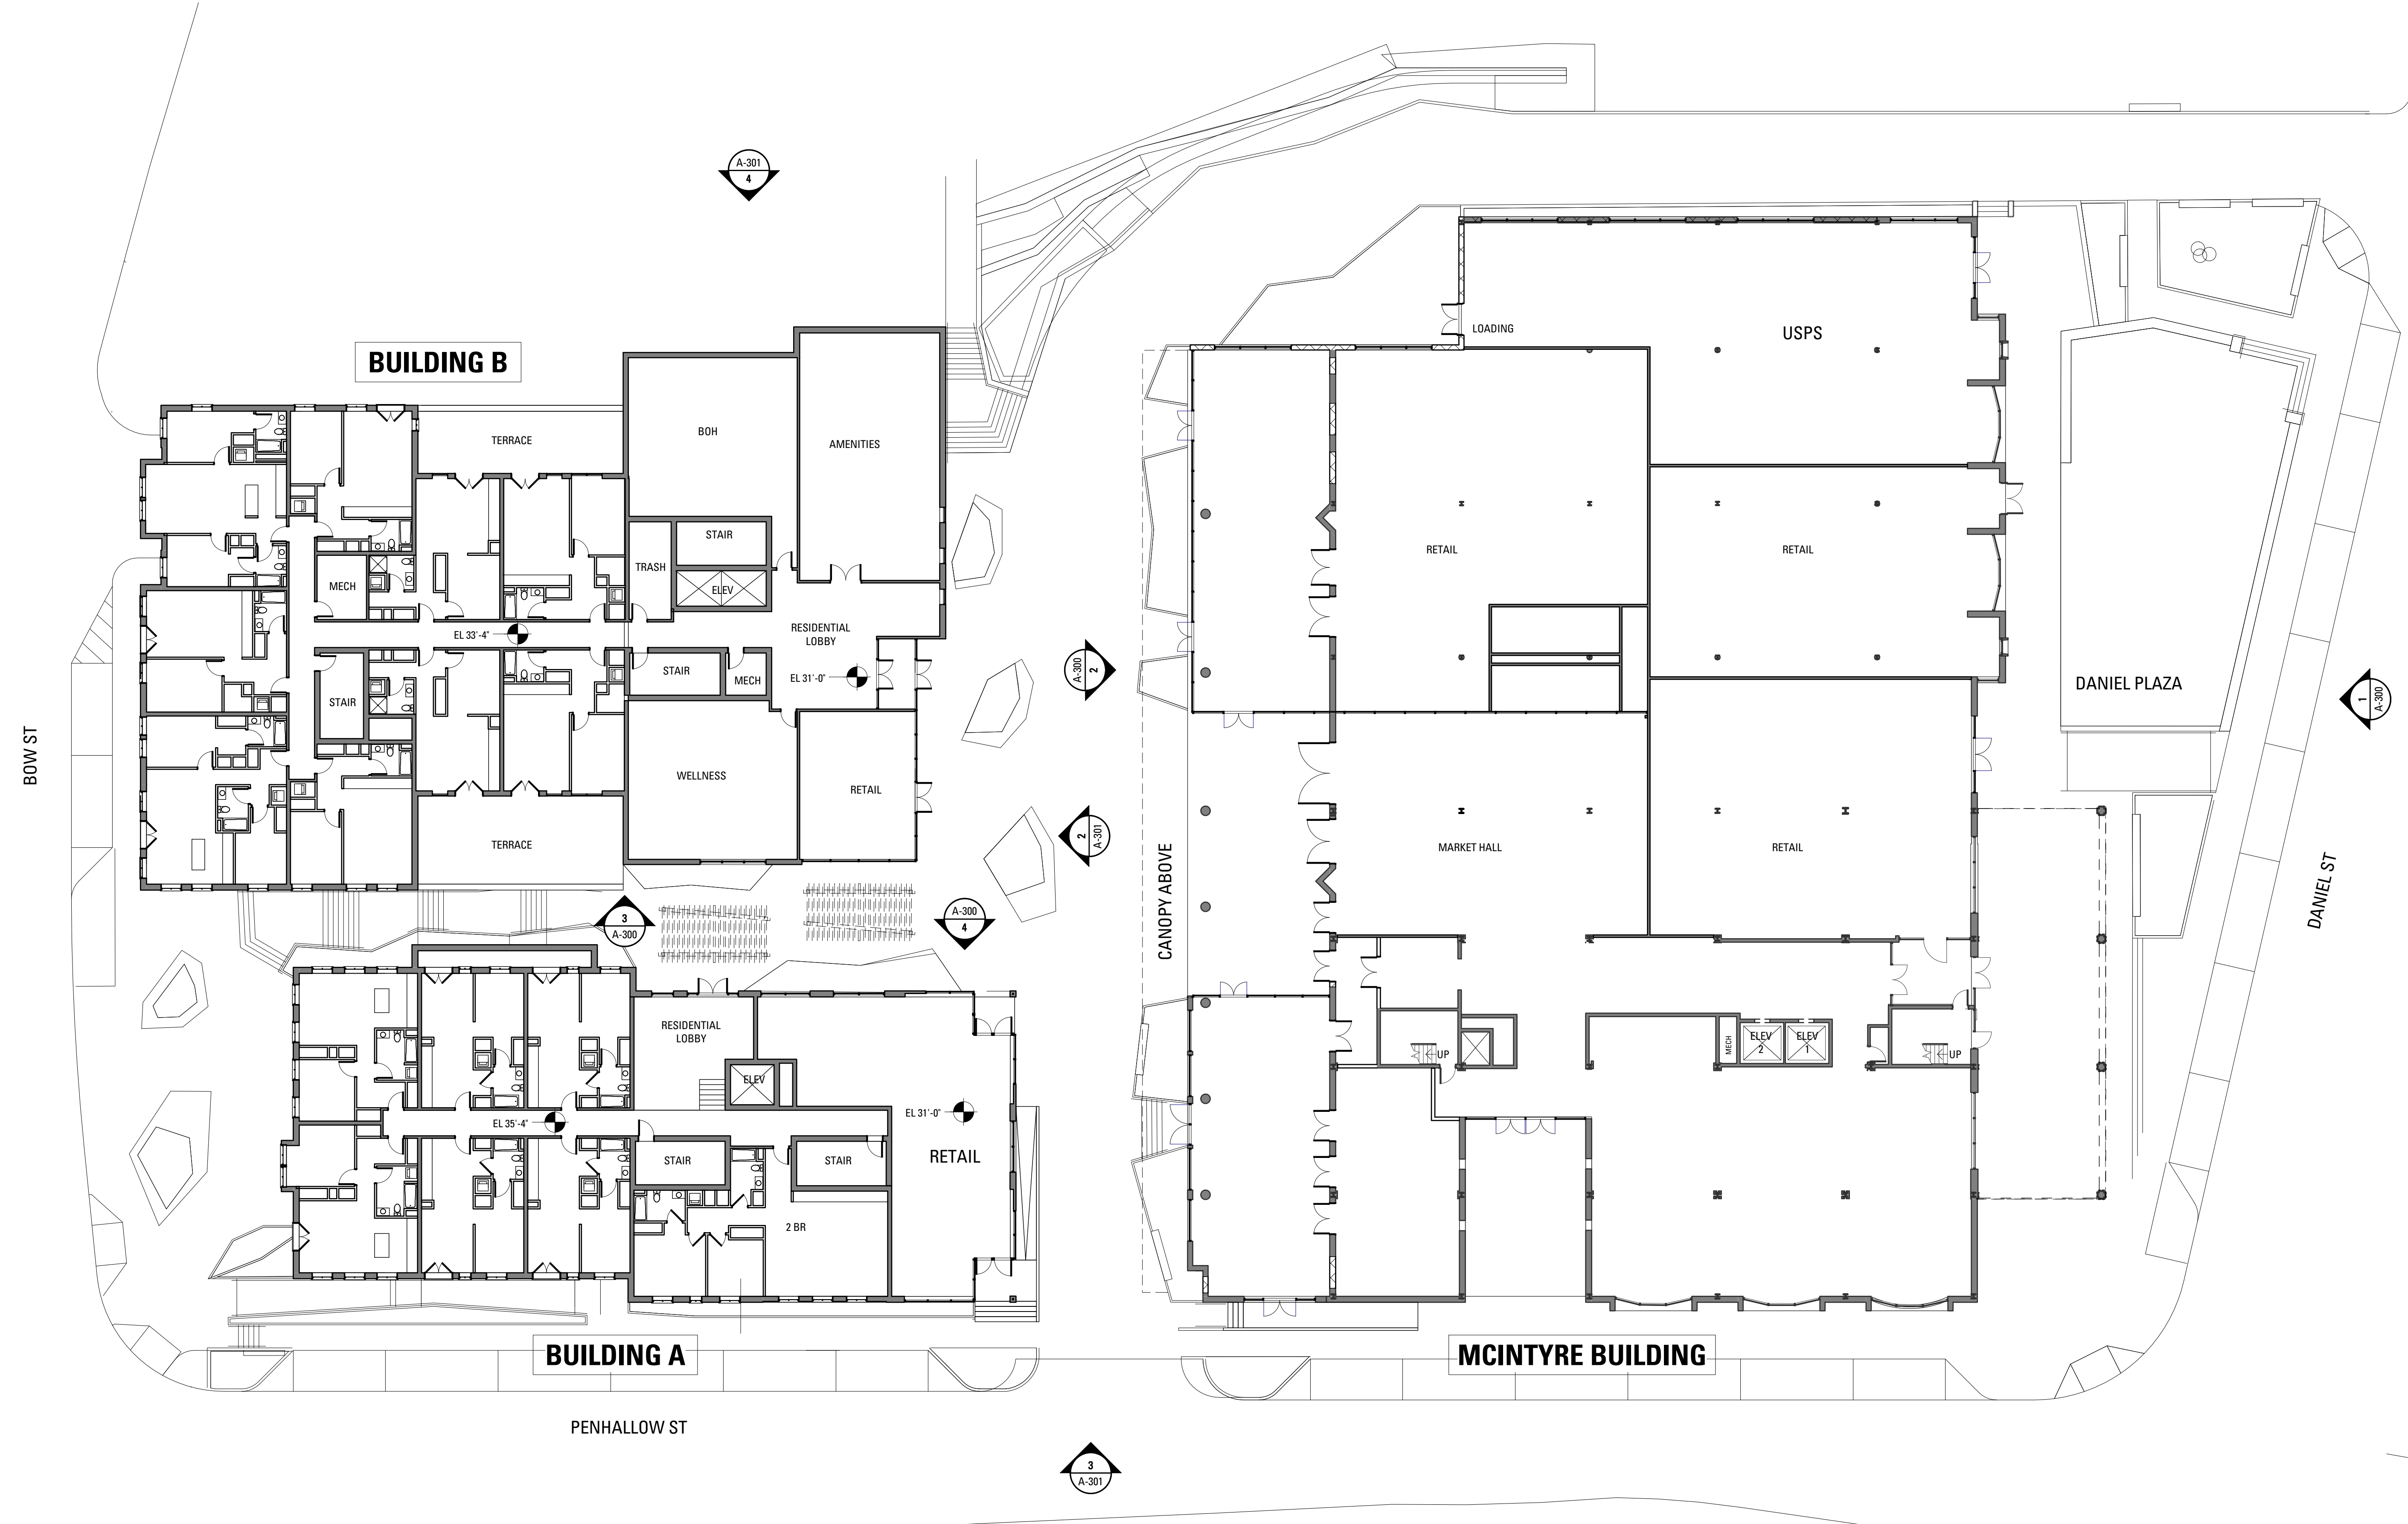 A-301
4
BUILDING B
TERRACE
BOH
AMENITIES
STAIR
TRASH
MECH
ELEV
EL 33'-4"
RESIDENTIAL
LOBBY
STAIR
MECH
EL 31'-0"
STAIR
WELLNESS
RETAIL
TERRACE
BOW ST
3
A-300
A-300
4
2
A-301
A-300
2
RESIDENTIAL
LOBBY
ELEV
EL 35'-4"
EL 31'-0"
STAIR
STAIR
RETAIL
2 BR
BUILDING A
PENHALLOW ST
3
A-301
CANOPY ABOVE
LOADING
USPS
RETAIL
RETAIL
DANIEL PLAZA
1
A-300
MARKET HALL
RETAIL
DANIEL ST
UP
MECH
ELEV
2
ELEV
1
UP
MCINTYRE BUILDING